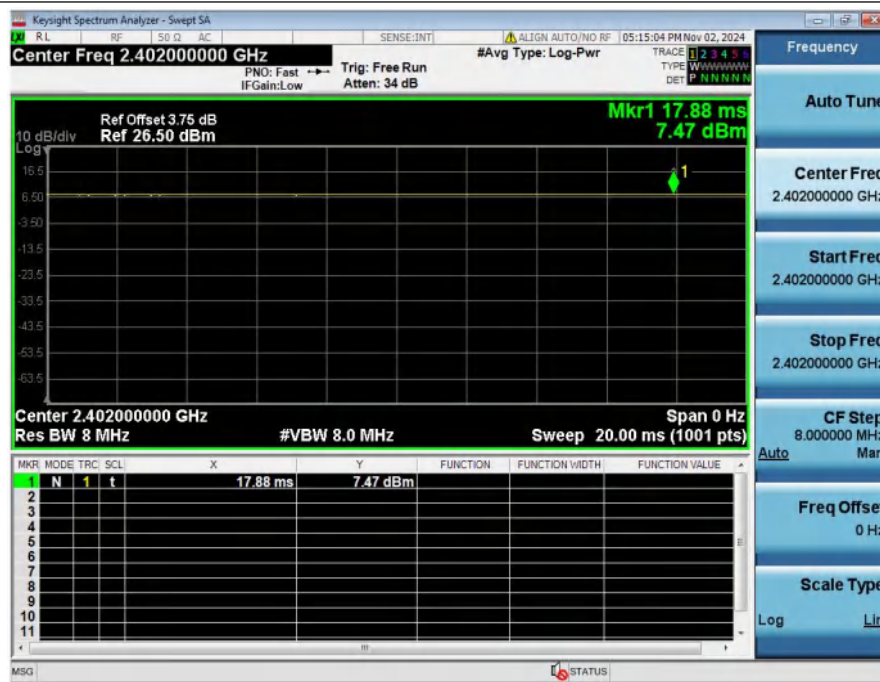 Keysight Spectrum Analyzer - Swept SA
RL RF 50 Ω AC SENSE:INT ALIGN AUTO/NO RF 05:15:04 PM Nov 02, 2024
Center Freq 2.402000000 GHz #Avg Type: Log-Pwr TRACE 1 2 3 4 5 6
PNO: Fast Trig: Free Run TYPE WWWWWW
IFGain:Low Atten: 34 dB DET P N N N N N
Mkr1 17.88 ms
7.47 dBm
Ref Offset 3.75 dB
10 dB/div Ref 26.50 dBm
Log
1
16.5
6.50
-3.50
-13.5
-23.5
-33.5
-43.5
-53.5
-63.5
Center 2.402000000 GHz Span 0 Hz
Res BW 8 MHz #VBW 8.0 MHz Sweep 20.00 ms (1001 pts)
MKR MODE TRC SCL X Y FUNCTION FUNCTION WIDTH FUNCTION VALUE
1 N 1 t 17.88 ms 7.47 dBm
2
3
4
5
6
7
8
9
10
11
MSG STATUS
Frequency
Auto Tune
Center Freq
2.402000000 GHz
Start Freq
2.402000000 GHz
Stop Freq
2.402000000 GHz
CF Step
8.000000 MHz
Auto Man
Freq Offset
0 Hz
Scale Type
Log Lin